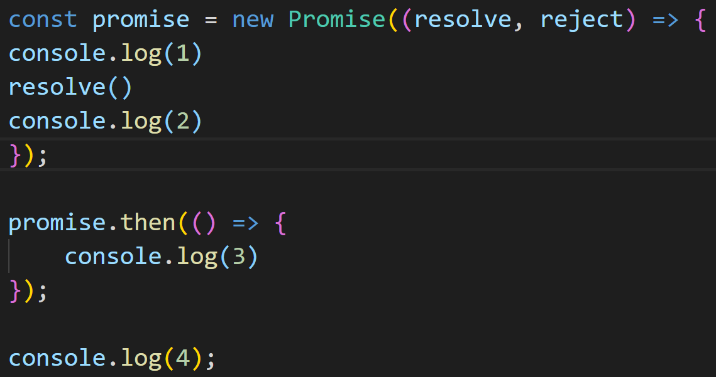 const promise = new Promise((resolve, reject) => {
console.log(1)
resolve()
console.log(2)
});
promise.then(() => {
    console.log(3)
});
console.log(4);